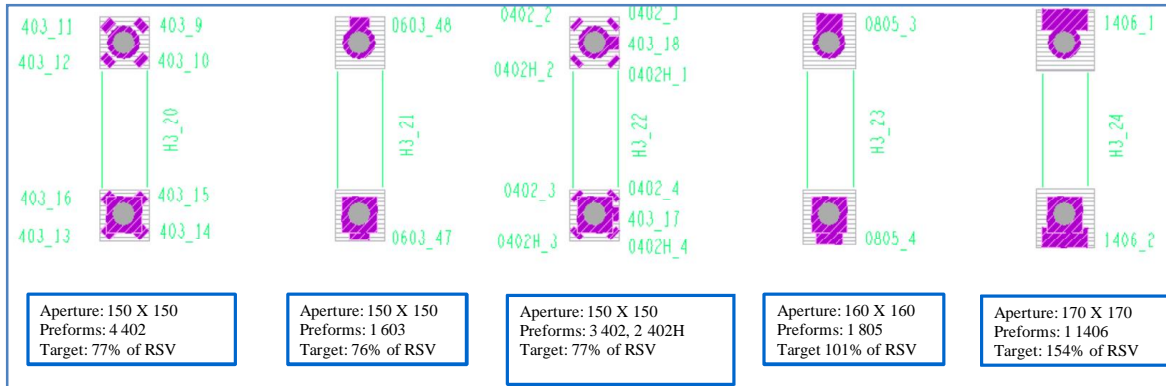 403_11
403_9
403_12
403_10
H3_20
403_16
403_15
403_13
403_14
0603_48
H3_21
0603_47
0402_2
0402_1
403_18
0402H_2
0402H_1
H3_22
0402_3
0402_4
403_17
0402H_3
0402H_4
0805_3
H3_23
0805_4
1406_1
H3_24
1406_2
Aperture: 150 X 150
Preforms: 4 402
Target: 77% of RSV
Aperture: 150 X 150
Preforms: 1 603
Target: 76% of RSV
Aperture: 150 X 150
Preforms: 3 402, 2 402H
Target: 77% of RSV
Aperture: 160 X 160
Preforms: 1 805
Target 101% of RSV
Aperture: 170 X 170
Preforms: 1 1406
Target: 154% of RSV